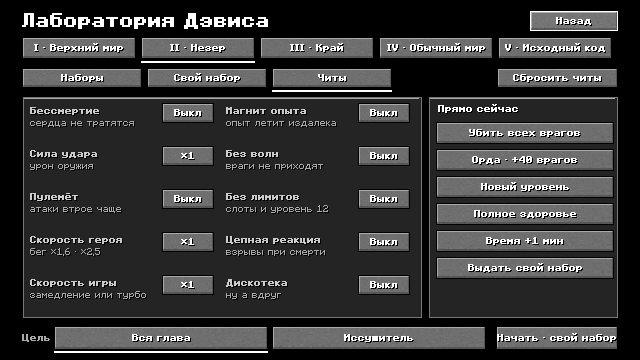 Лаборатория Дэвиса
Назад
I · Верхний мир
II · Незер
III · Край
IV · Обычный мир
V · Исходный код
Наборы
Свой набор
Читы
Сбросить читы
Бессмертие
сердца не тратятся
Выкл
Магнит опыта
опыт летит издалека
Выкл
Сила удара
урон оружия
×1
Без волн
враги не приходят
Выкл
Пулемёт
атаки втрое чаще
Выкл
Без лимитов
слоты и уровень 12
Выкл
Скорость героя
бег ×1,6 · ×2,5
×1
Цепная реакция
взрывы при смерти
Выкл
Скорость игры
замедление или турбо
×1
Дискотека
ну а вдруг
Выкл
Прямо сейчас
Убить всех врагов
Орда · +40 врагов
Новый уровень
Полное здоровье
Время +1 мин
Выдать свой набор
Цель
Вся глава
Иссушитель
Начать · свой набор